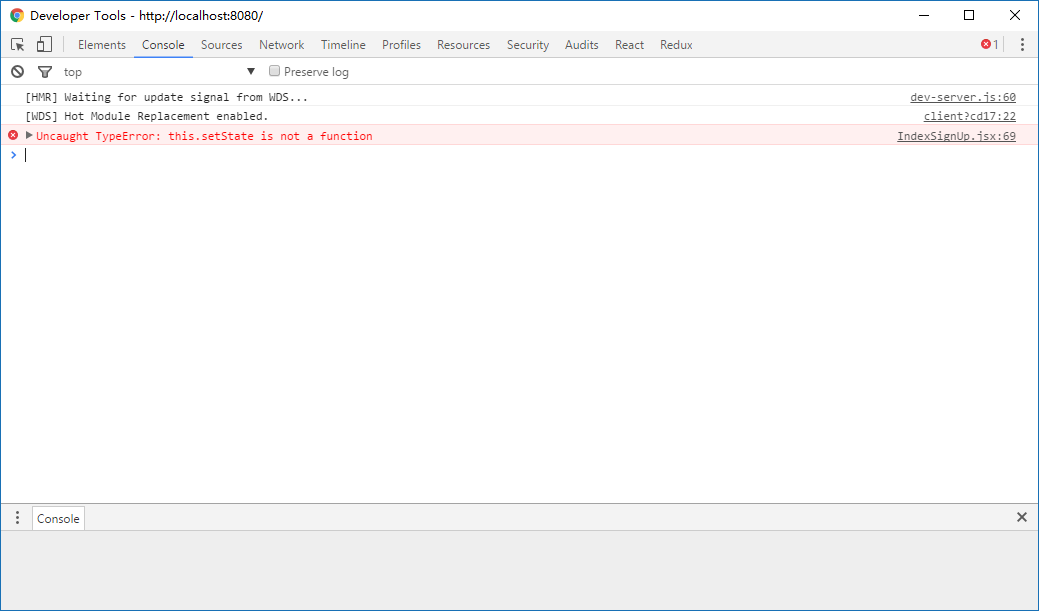 Developer Tools - http://localhost:8080/
Elements Console Sources Network Timeline Profiles Resources Security Audits React Redux 1
top Preserve log
[HMR] Waiting for update signal from WDS... dev-server.js:60
[WDS] Hot Module Replacement enabled. client?cd17:22
Uncaught TypeError: this.setState is not a function IndexSignUp.jsx:69
Console